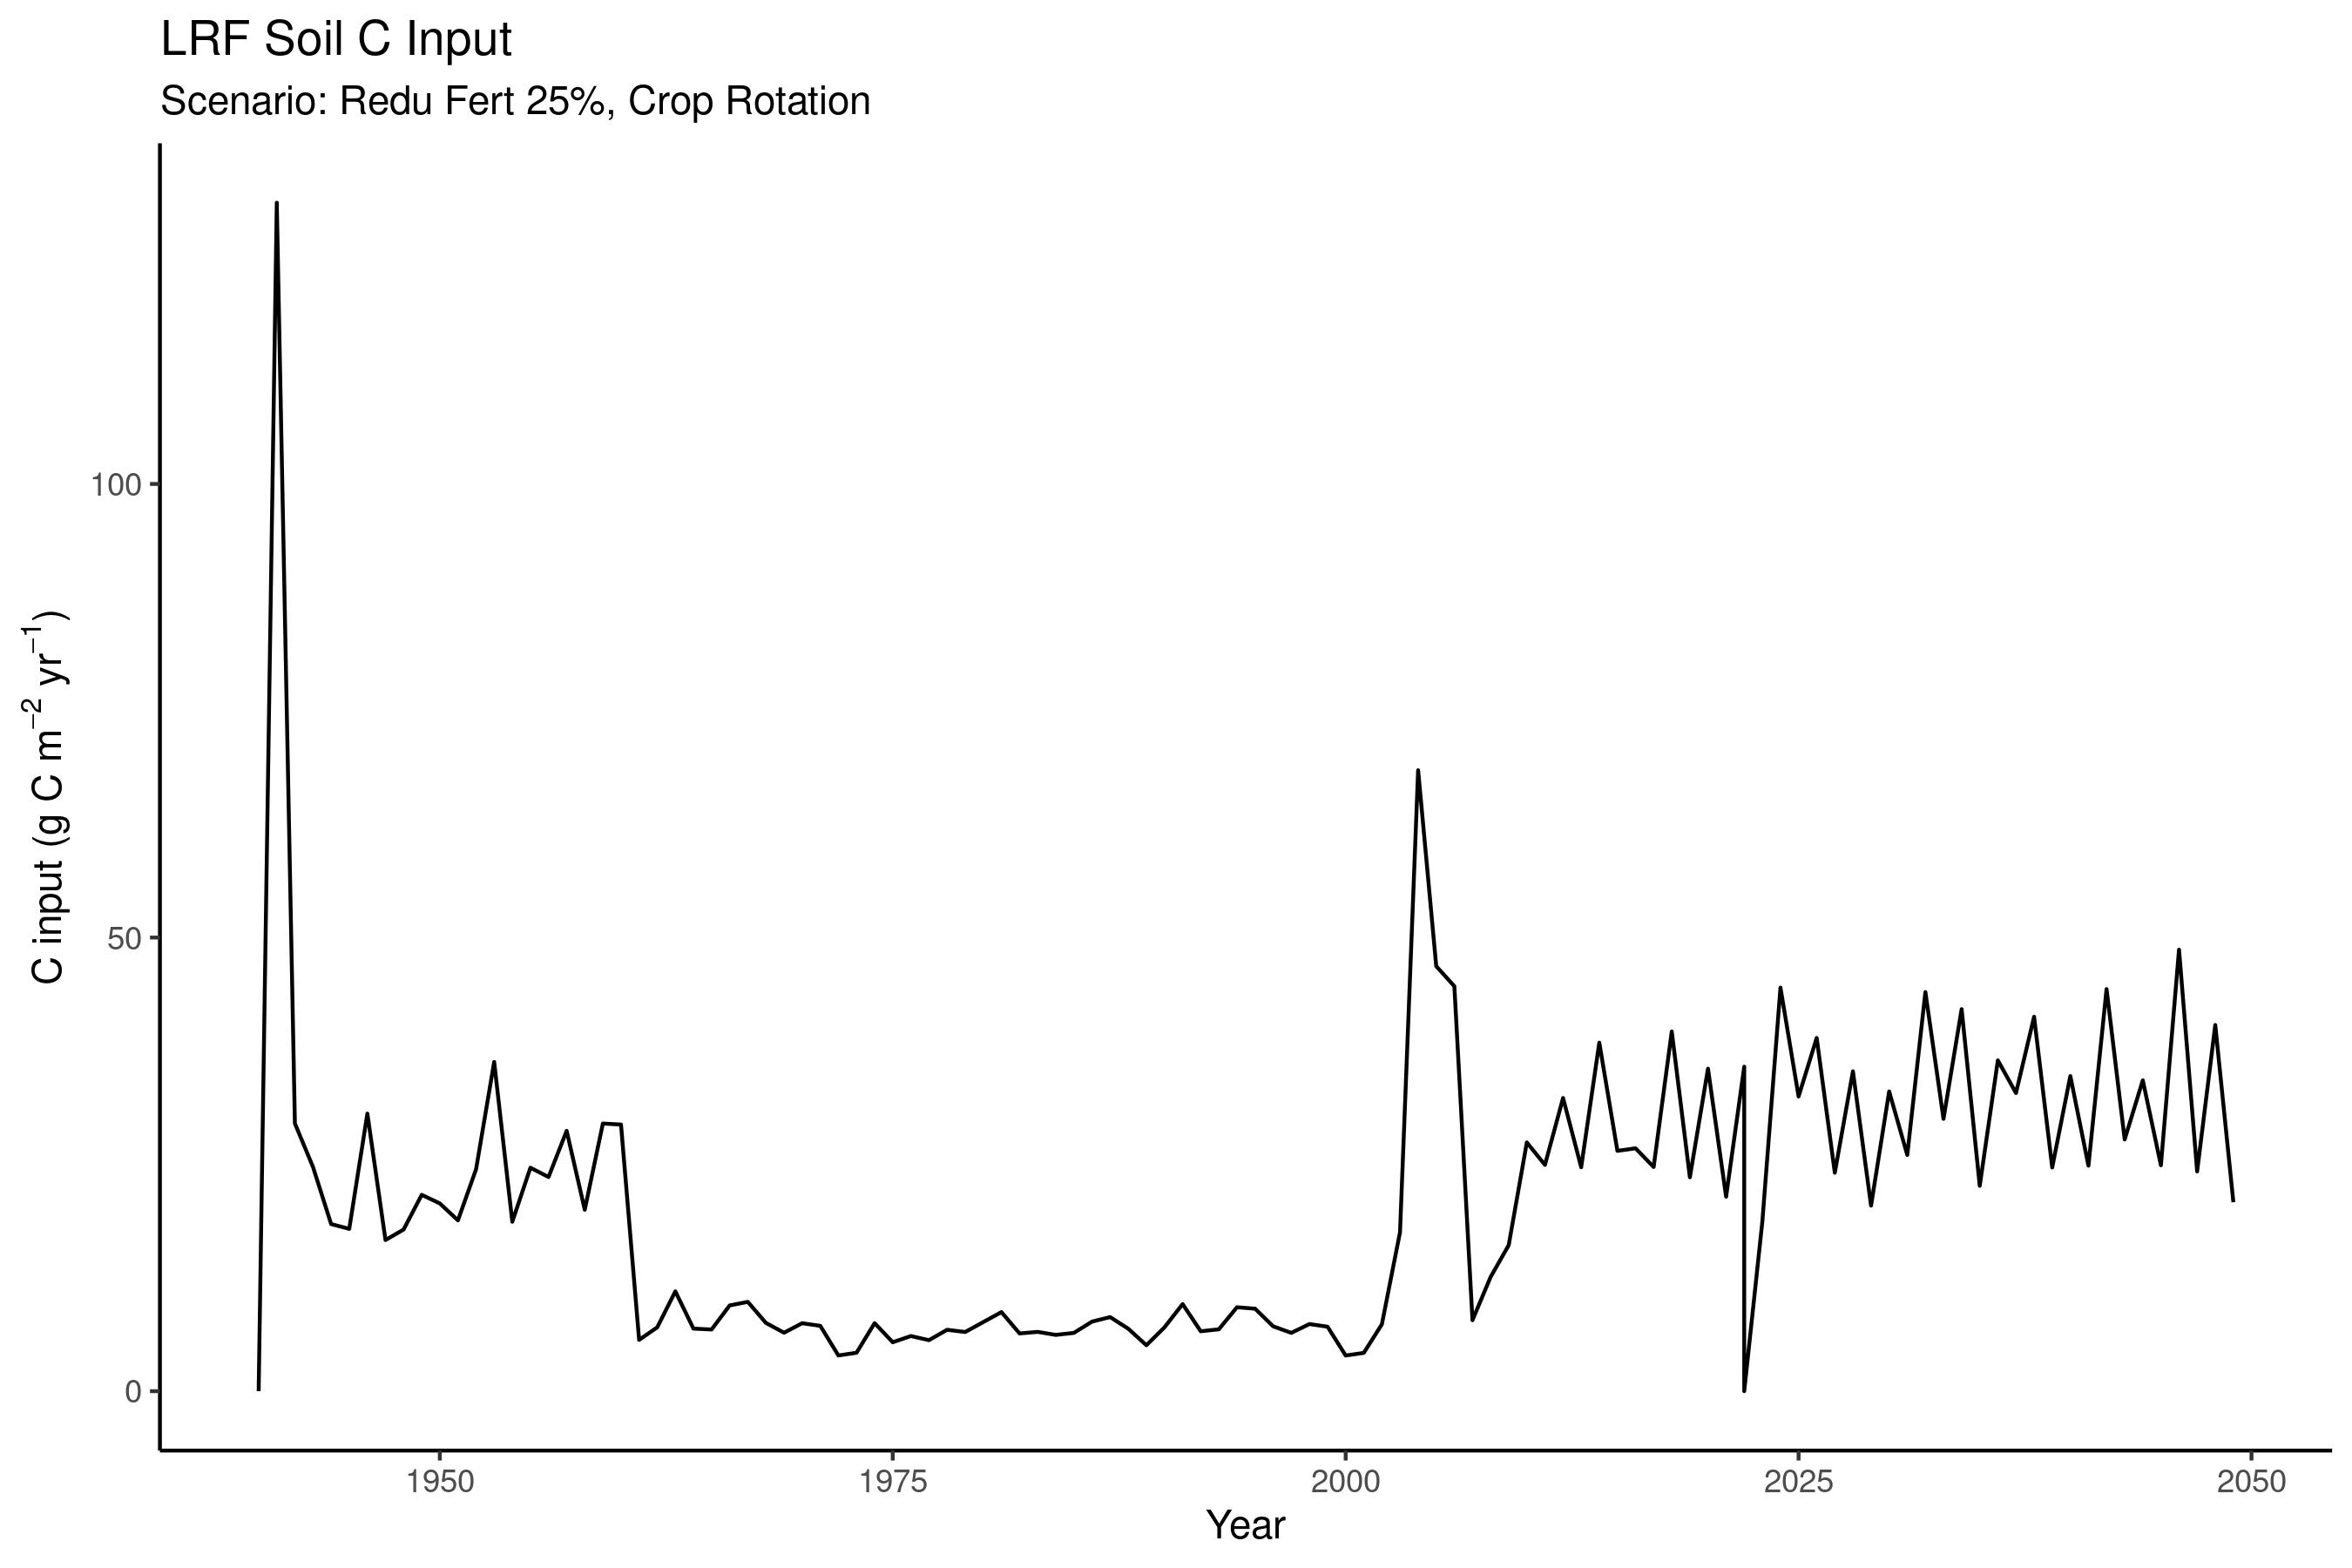 LRF Soil C Input
Scenario: Redu Fert 25%, Crop Rotation
C input (g C m⁻² yr⁻¹)
100
50
0
1950 1975 2000 2025 2050
Year